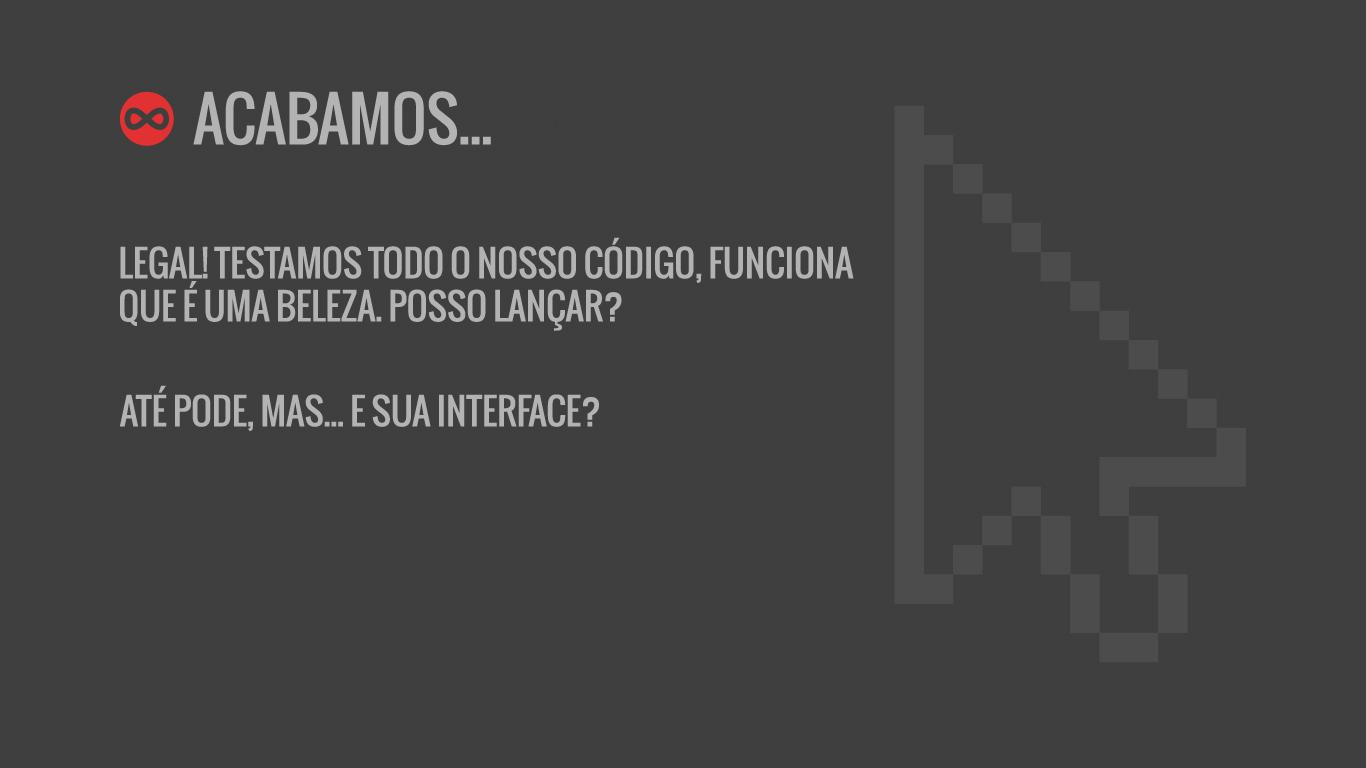 ACABAMOS...
LEGAL! TESTAMOS TODO O NOSSO CÓDIGO, FUNCIONA
QUE É UMA BELEZA. POSSO LANÇAR?
ATÉ PODE, MAS... E SUA INTERFACE?